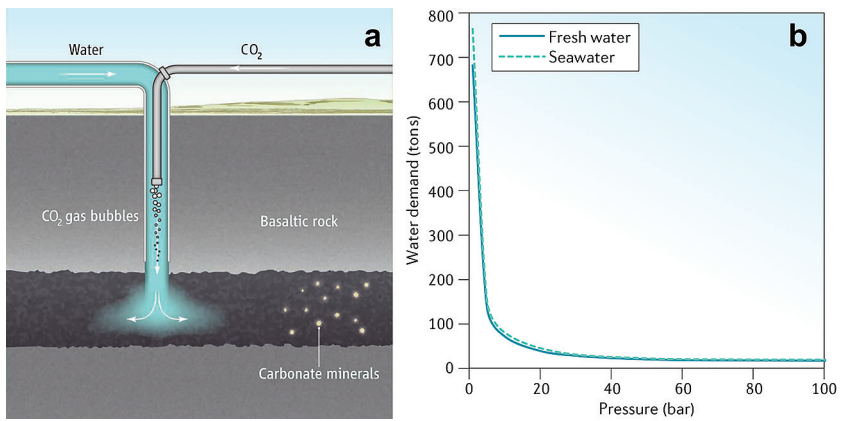 a
Water
CO₂
CO₂ gas bubbles
Basaltic rock
Carbonate minerals
b
Fresh water
Seawater
Water demand (tons)
800
700
600
500
400
300
200
100
0
0 20 40 60 80 100
Pressure (bar)